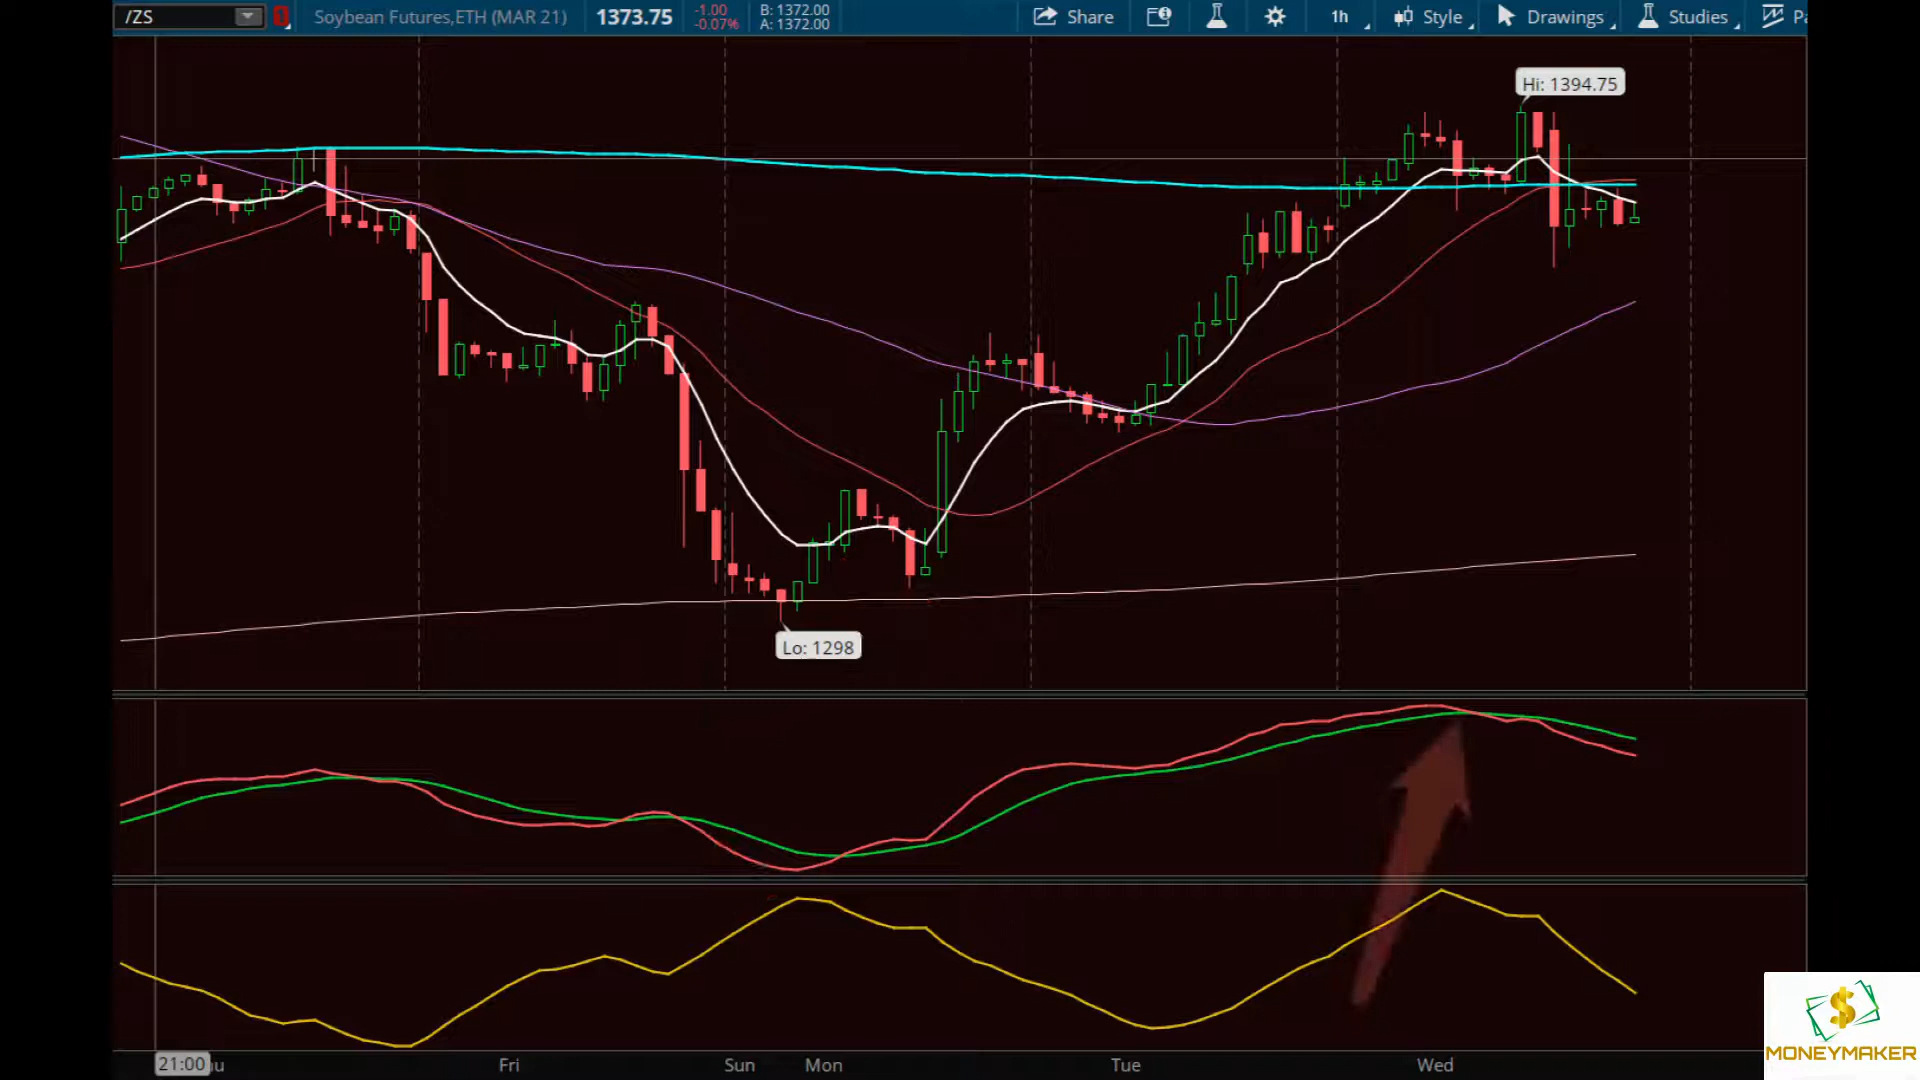 /ZS
1
Soybean Futures,ETH (MAR 21)
1373.75
-1.00
-0.07%
B: 1372.00
A: 1372.00
Share
1h
Style
Drawings
Studies
Hi: 1394.75
Lo: 1298
21:00
Fri
Sun
Mon
Tue
Wed
$
MONEYMAKER